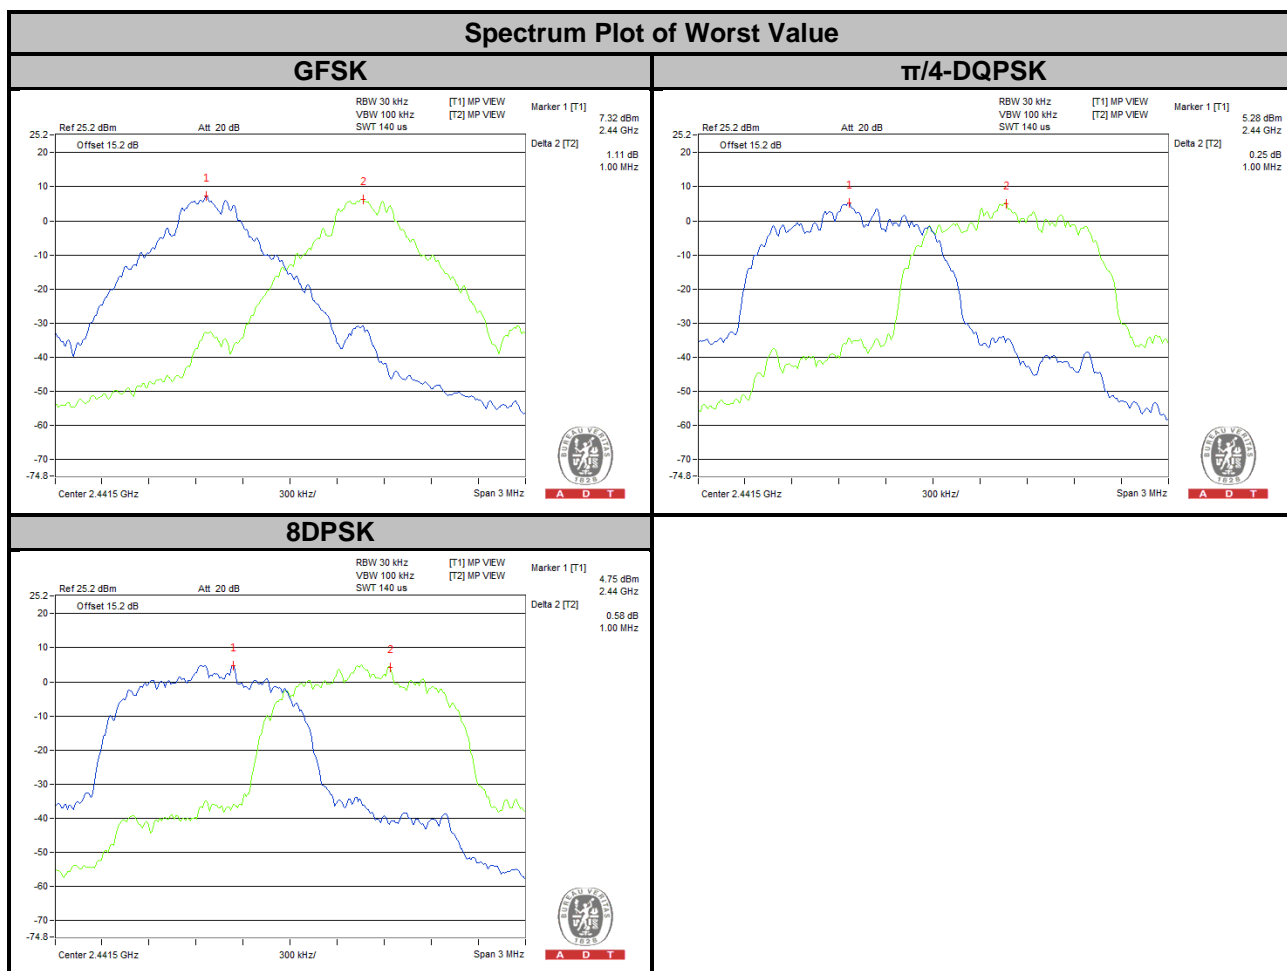 Spectrum Plot of Worst Value
GFSK
RBW 30 kHz [T1] MP VIEW
VBW 100 kHz [T2] MP VIEW
SWT 140 us
Ref 25.2 dBm Att 20 dB
Offset 15.2 dB
Marker 1 [T1]
7.32 dBm
2.44 GHz
Delta 2 [T2]
1.11 dB
1.00 MHz
25.2
20
10
0
-10
-20
-30
-40
-50
-60
-70
-74.8
1
2
Center 2.4415 GHz 300 kHz/ Span 3 MHz
BUREAU VERITAS
1828
A D T
π/4-DQPSK
RBW 30 kHz [T1] MP VIEW
VBW 100 kHz [T2] MP VIEW
SWT 140 us
Ref 25.2 dBm Att 20 dB
Offset 15.2 dB
Marker 1 [T1]
5.28 dBm
2.44 GHz
Delta 2 [T2]
0.25 dB
1.00 MHz
25.2
20
10
0
-10
-20
-30
-40
-50
-60
-70
-74.8
1
2
Center 2.4415 GHz 300 kHz/ Span 3 MHz
BUREAU VERITAS
1828
A D T
8DPSK
RBW 30 kHz [T1] MP VIEW
VBW 100 kHz [T2] MP VIEW
SWT 140 us
Ref 25.2 dBm Att 20 dB
Offset 15.2 dB
Marker 1 [T1]
4.75 dBm
2.44 GHz
Delta 2 [T2]
0.58 dB
1.00 MHz
25.2
20
10
0
-10
-20
-30
-40
-50
-60
-70
-74.8
1
2
Center 2.4415 GHz 300 kHz/ Span 3 MHz
BUREAU VERITAS
1828
A D T